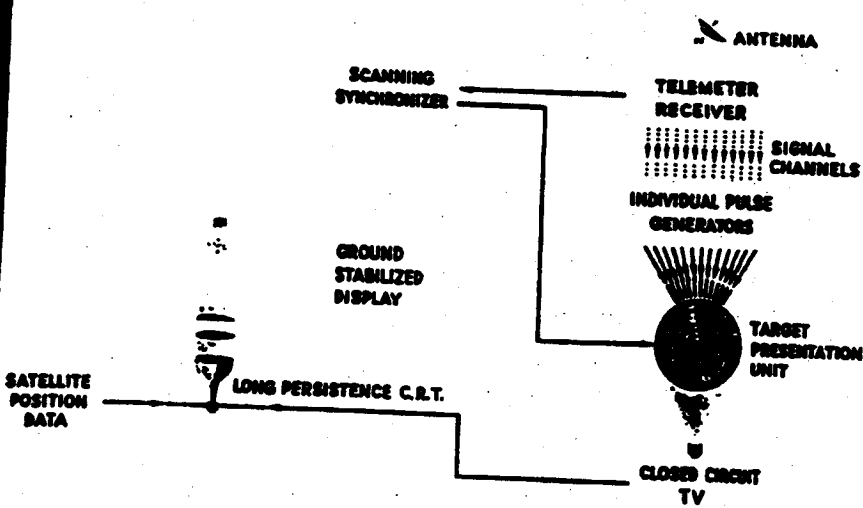 ANTENNA
SCANNING
SYNCHRONIZER
TELEMETER
RECEIVER
SIGNAL
CHANNELS
INDIVIDUAL PULSE
GENERATORS
GROUND
STABILIZED
DISPLAY
TARGET
PRESENTATION
UNIT
SATELLITE
POSITION
DATA
LONG PERSISTENCE C.R.T.
CLOSED CIRCUIT
TV